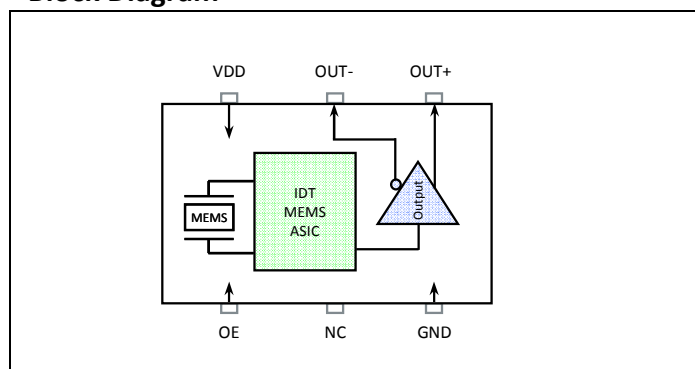 Block Diagram
VDD OUT- OUT+
IDT
MEMS
ASIC
MEMS
Output
OE NC GND